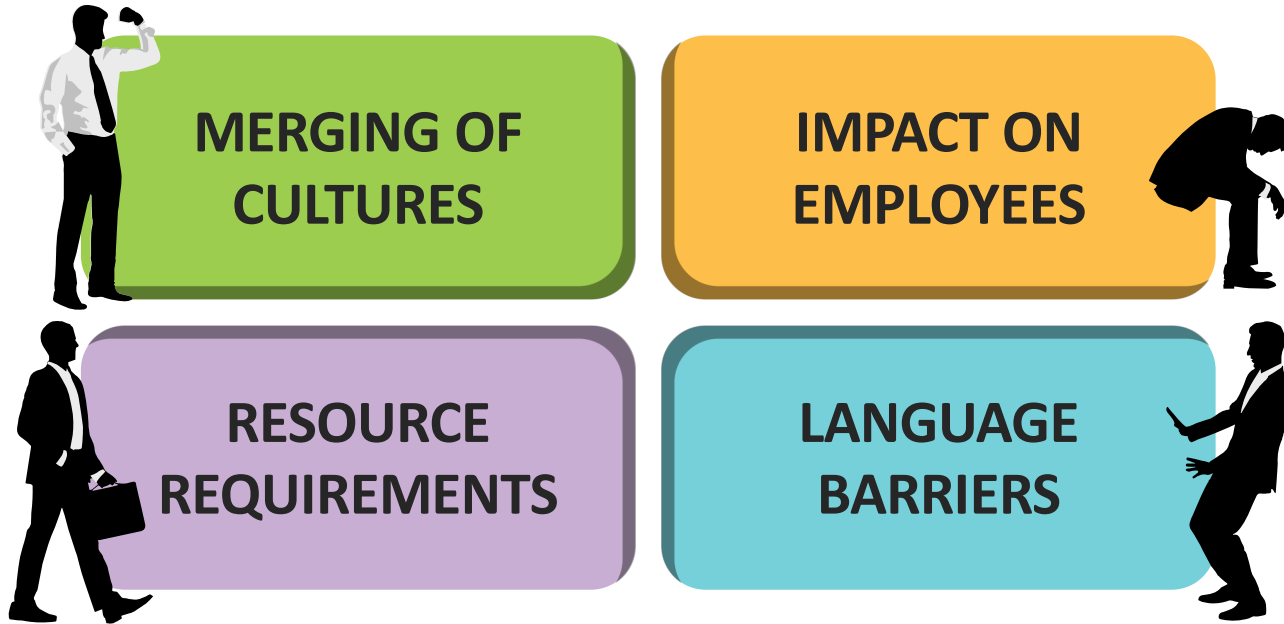 MERGING OF
CULTURES
IMPACT ON
EMPLOYEES
RESOURCE
REQUIREMENTS
LANGUAGE
BARRIERS